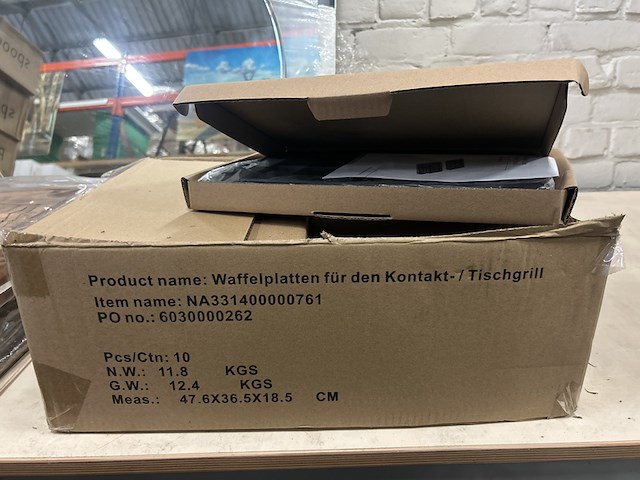 Product name: Waffelplatten für den Kontakt- / Tischgrill
Item name: NA331400000761
PO no.: 6030000262
Pcs/Ctn: 10
N.W.: 11.8 KGS
G.W.: 12.4 KGS
Meas.: 47.6X36.5X18.5 CM